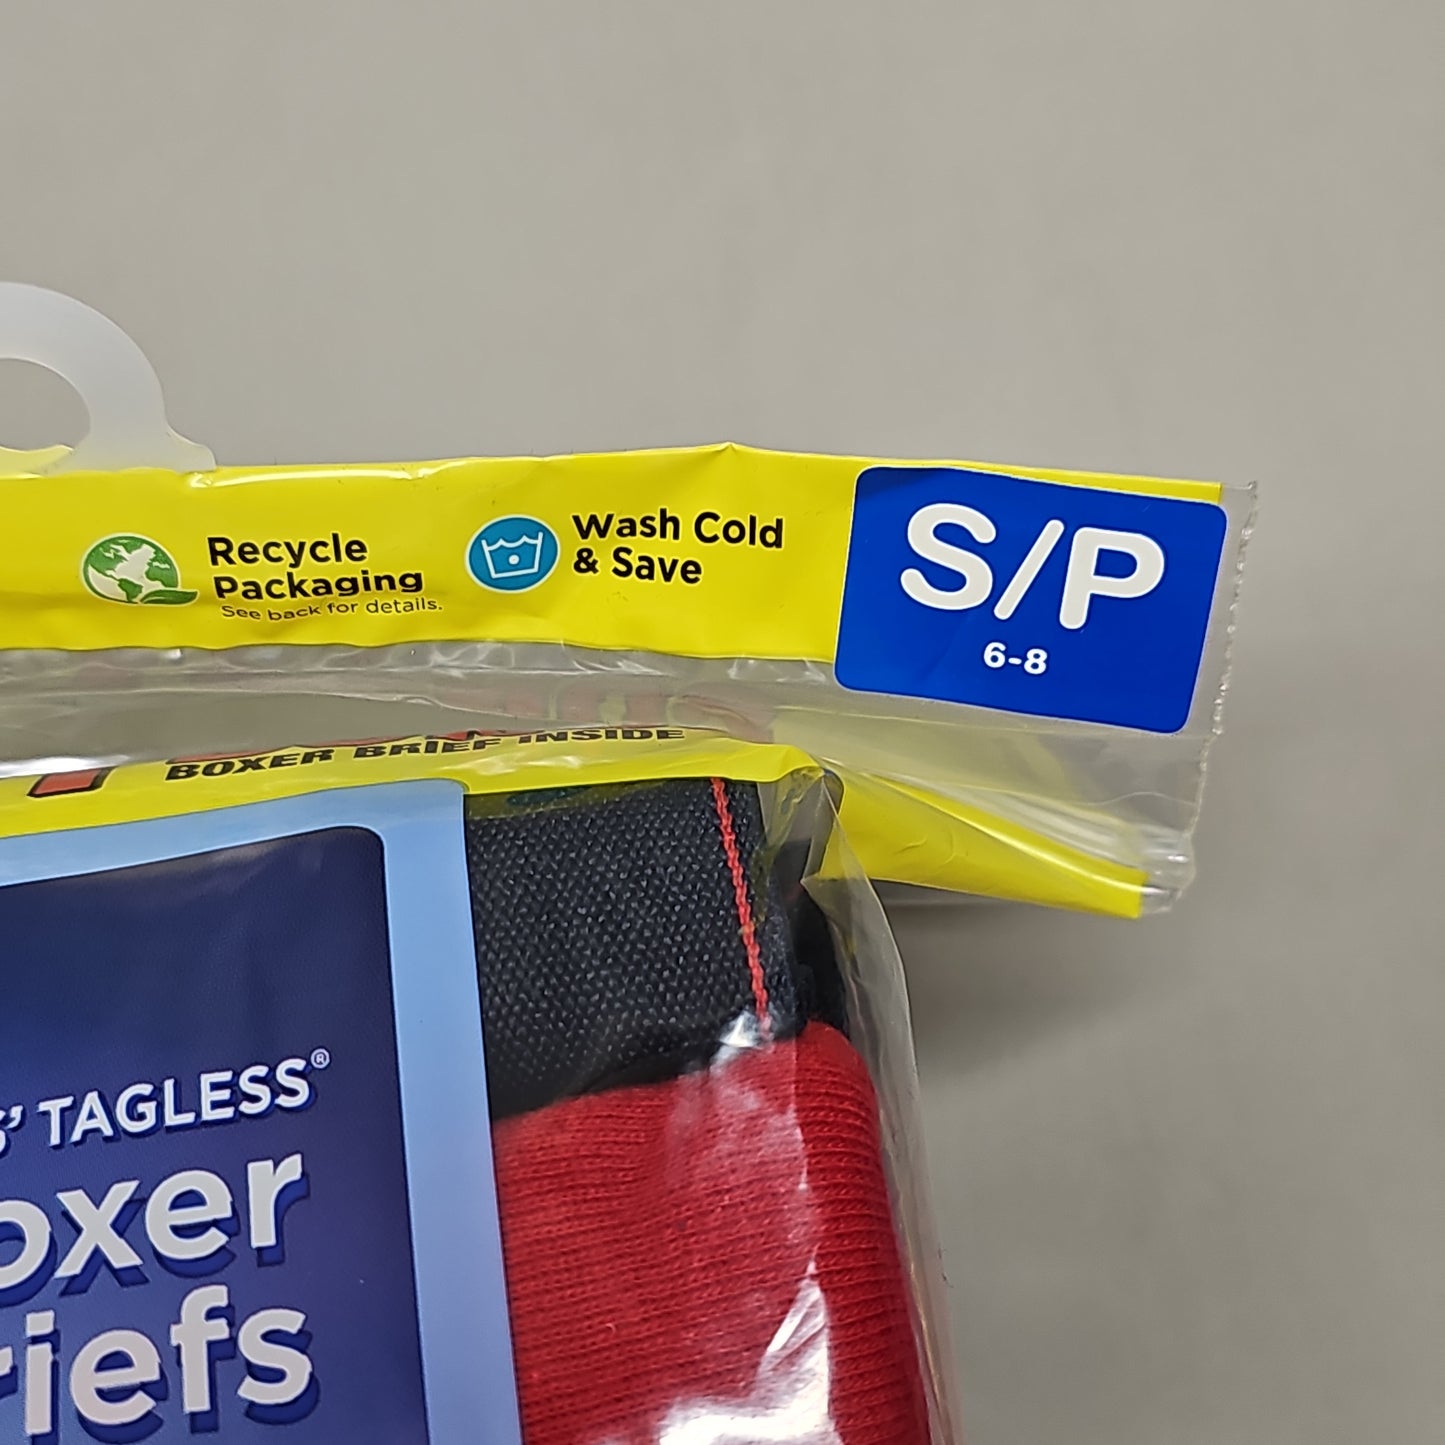 Recycle
Packaging
See back for details.
Wash Cold
& Save
S/P
6-8
BOXER BRIEF INSIDE
TAGLESS®
oxer
riefs